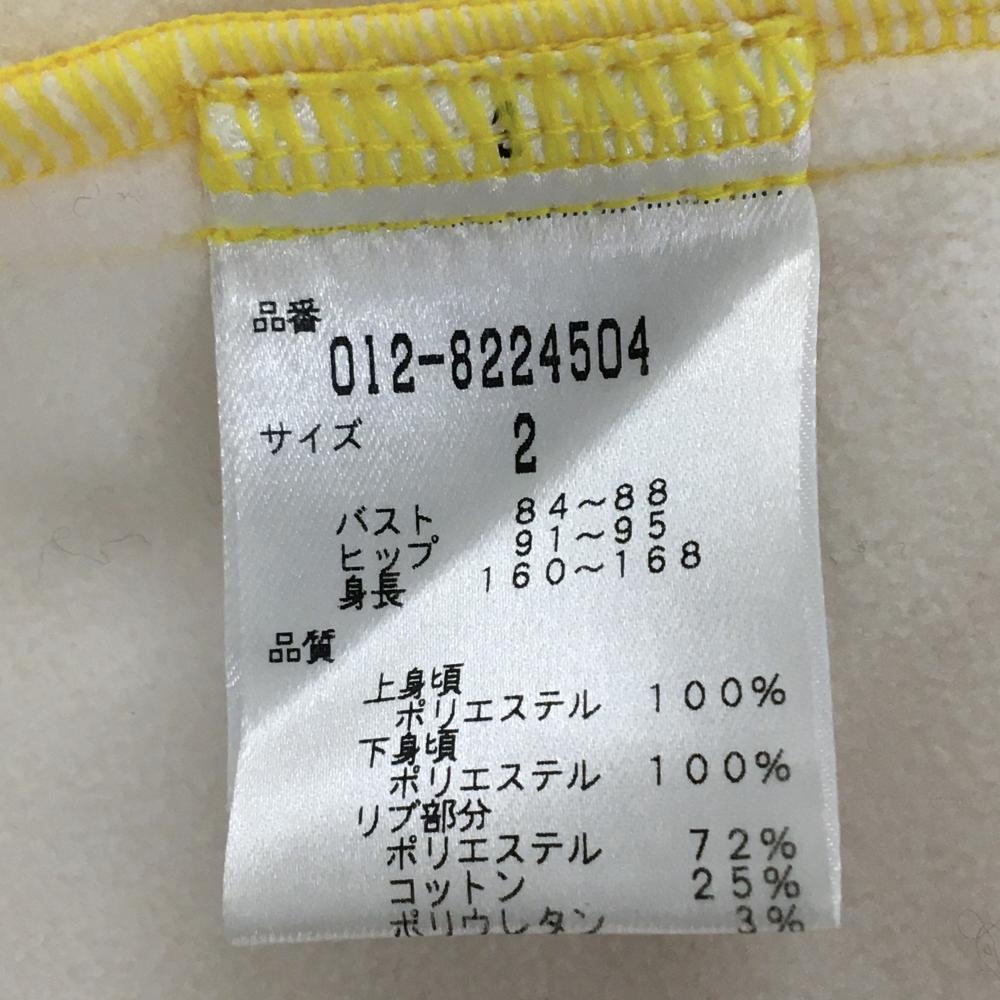 品番
012-8224504
サイズ 2
バスト 84～88
ヒップ 91～95
身長 160～168
品質
上身頃
ポリエステル 100%
下身頃
ポリエステル 100%
リブ部分
ポリエステル 72%
コットン 25%
ポリウレタン 3%